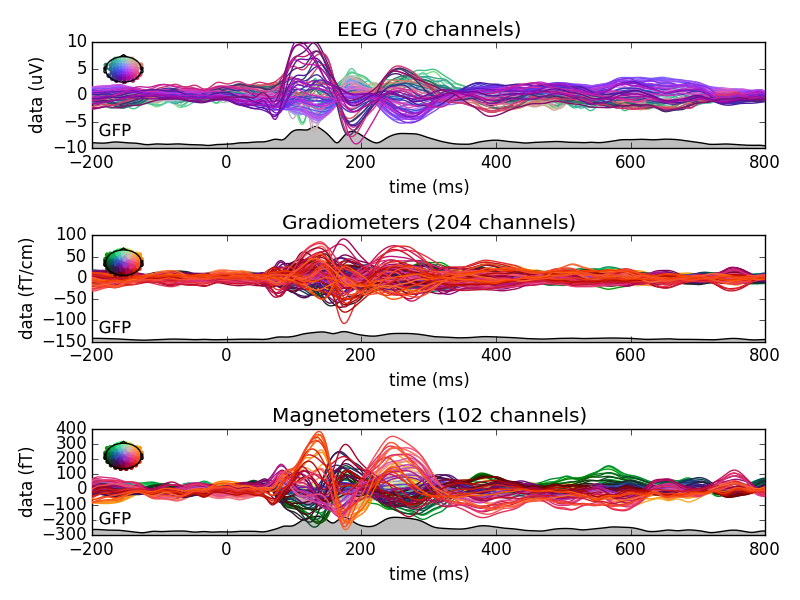 EEG (70 channels)
10
5
0
−5
−10
data (uV)
GFP
−200 0 200 400 600 800
time (ms)
Gradiometers (204 channels)
100
50
0
−50
−100
−150
data (fT/cm)
GFP
−200 0 200 400 600 800
time (ms)
Magnetometers (102 channels)
400
300
200
100
0
−100
−200
−300
data (fT)
GFP
−200 0 200 400 600 800
time (ms)